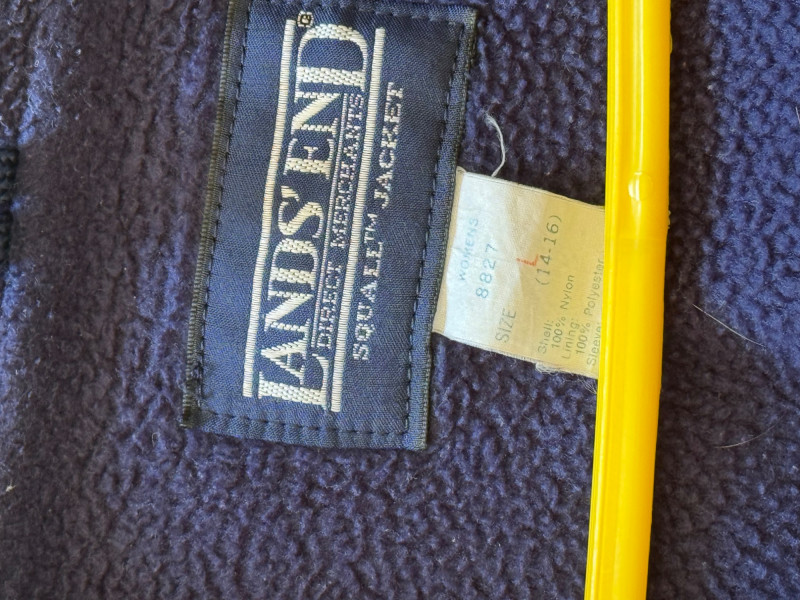 LANDS' END®
DIRECT MERCHANTS
SQUALL™ JACKET
WOMENS
8827
SIZE L
(14-16)
Shell:
100% Nylon
Lining:
100% Polyester